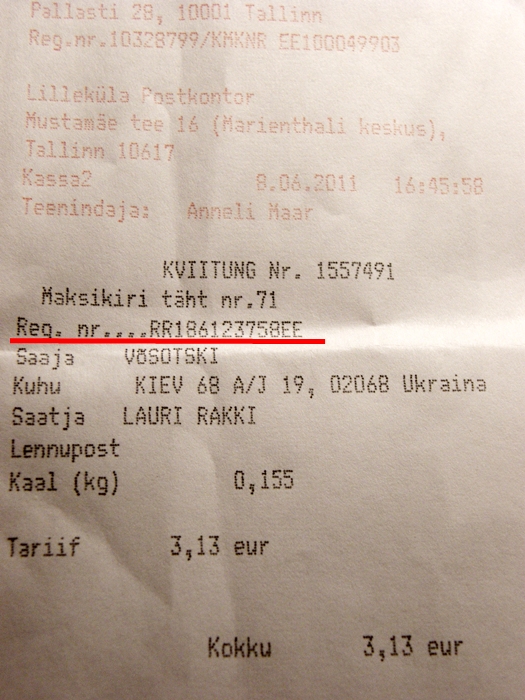 Pallasti 28, 10001 Tallinn
Reg.nr.10328799/KMKNR EE100049903
Lilleküla Postkontor
Mustamäe tee 16 (Marienthali keskus),
Tallinn 10617
Kassa2 8.06.2011 16:45:58
Teenindaja: Anneli Maar
KVIITUNG Nr. 1557491
Maksikiri täht nr.71
Reg. nr....RR186123758EE
Saaja VõSOTSKI
Kuhu KIEV 68 A/J 19, 02068 Ukraina
Saatja LAURI RAKKI
Lennupost
Kaal (kg) 0,155
Tariif 3,13 eur
Kokku 3,13 eur